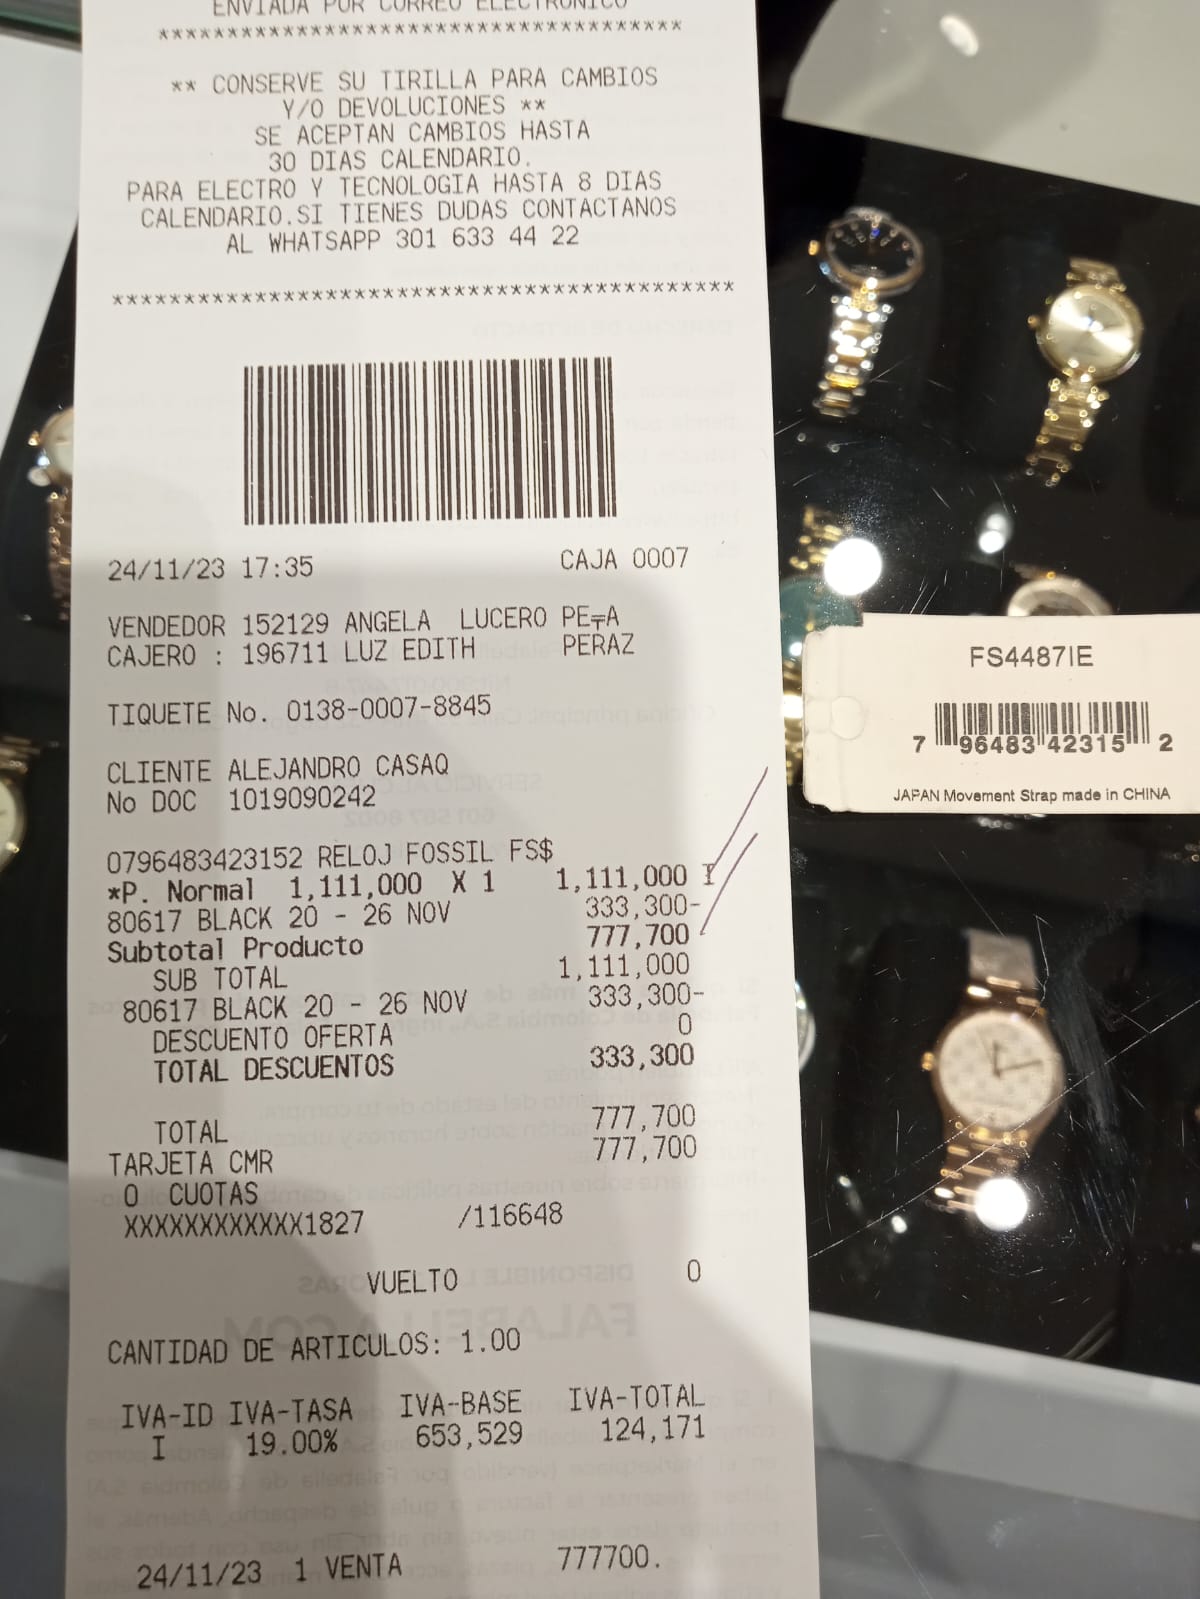 ENVIADA POR CORREO ELECTRONICO
** CONSERVE SU TIRILLA PARA CAMBIOS
Y/O DEVOLUCIONES **
SE ACEPTAN CAMBIOS HASTA
30 DIAS CALENDARIO.
PARA ELECTRO Y TECNOLOGIA HASTA 8 DIAS
CALENDARIO.SI TIENES DUDAS CONTACTANOS
AL WHATSAPP 301 633 44 22
24/11/23 17:35 CAJA 0007
VENDEDOR 152129 ANGELA LUCERO PE╤A
CAJERO : 196711 LUZ EDITH PERAZ
TIQUETE No. 0138-0007-8845
CLIENTE ALEJANDRO CASAQ
No DOC 1019090242
0796483423152 RELOJ FOSSIL FS$
*P. Normal 1,111,000 X 1 1,111,000 I
80617 BLACK 20 - 26 NOV 333,300-
Subtotal Producto 777,700
SUB TOTAL 1,111,000
80617 BLACK 20 - 26 NOV 333,300-
DESCUENTO OFERTA 0
TOTAL DESCUENTOS 333,300
TOTAL 777,700
TARJETA CMR 777,700
0 CUOTAS
XXXXXXXXXXXX1827 /116648
VUELTO 0
CANTIDAD DE ARTICULOS: 1.00
IVA-ID IVA-TASA IVA-BASE IVA-TOTAL
I 19.00% 653,529 124,171
24/11/23 1 VENTA 777700.
FS4487IE
7 96483 42315 2
JAPAN Movement Strap made in CHINA